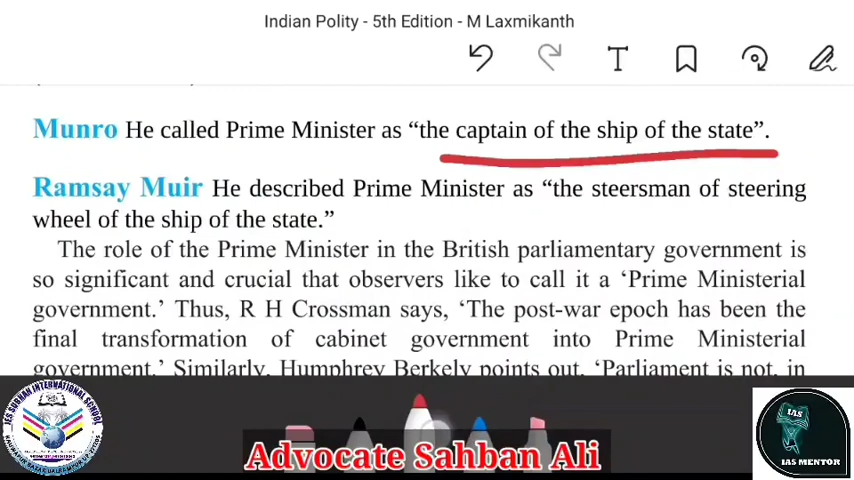 Indian Polity - 5th Edition - M Laxmikanth
Munro He called Prime Minister as “the captain of the ship of the state”.
Ramsay Muir He described Prime Minister as “the steersman of steering
wheel of the ship of the state.”
The role of the Prime Minister in the British parliamentary government is
so significant and crucial that observers like to call it a ‘Prime Ministerial
government.’ Thus, R H Crossman says, ‘The post-war epoch has been the
final transformation of cabinet government into Prime Ministerial
government.’ Similarly, Humphrey Berkely points out, ‘Parliament is not, in
Advocate Sahban Ali
IAS
IAS MENTOR